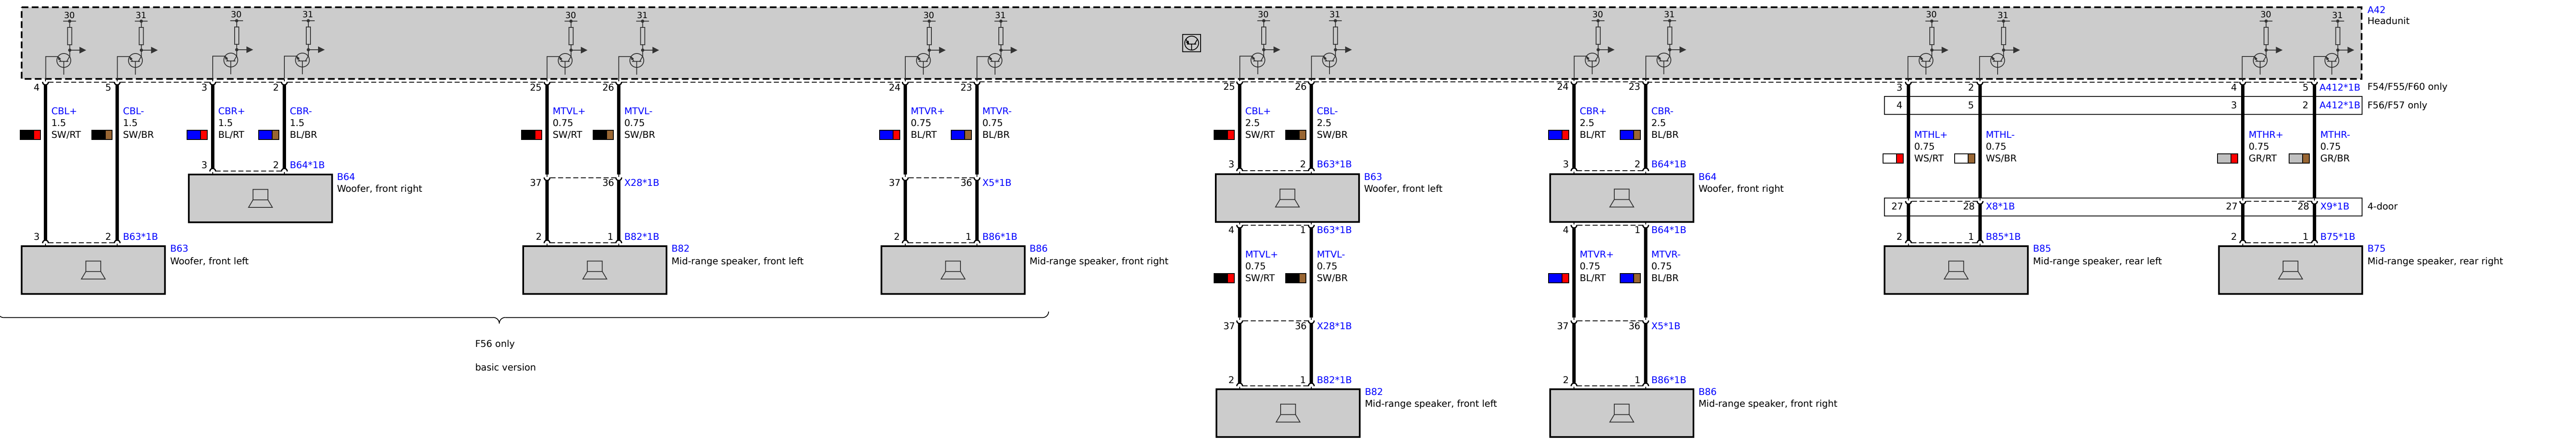 30 31 30 31 30 31 30 31 30 31 30 31 30 31 30 31 A42
Headunit
4 5 3 2 25 26 24 23 25 26 24 23 3 2 4 5 A412*1B F54/F55/F60 only
4 5 3 2 A412*1B F56/F57 only
CBL+ CBL- CBR+ CBR- MTVL+ MTVL- MTVR+ MTVR- CBL+ CBL- CBR+ CBR-
1.5 1.5 1.5 1.5 0.75 0.75 0.75 0.75 2.5 2.5 2.5 2.5
SW/RT SW/BR BL/RT BL/BR SW/RT SW/BR BL/RT BL/BR SW/RT SW/BR BL/RT BL/BR MTHL+ MTHL- MTHR+ MTHR-
0.75 0.75 0.75 0.75
WS/RT WS/BR GR/RT GR/BR
3 2 B64*1B 3 2 B63*1B 3 2 B64*1B
B64 B63 B64
Woofer, front right Woofer, front left Woofer, front right
37 36 X28*1B 37 36 X5*1B
27 28 X8*1B 27 28 X9*1B 4-door
4 1 B63*1B 4 1 B64*1B
3 2 B63*1B 2 1 B82*1B 2 1 B86*1B 2 1 B85*1B 2 1 B75*1B
B63 B82 B86 B85 B75
Woofer, front left Mid-range speaker, front left Mid-range speaker, front right Mid-range speaker, rear left Mid-range speaker, rear right
MTVL+ MTVL- MTVR+ MTVR-
0.75 0.75 0.75 0.75
SW/RT SW/BR BL/RT BL/BR
37 36 X28*1B 37 36 X5*1B
F56 only
basic version
2 1 B82*1B 2 1 B86*1B
B82 B86
Mid-range speaker, front left Mid-range speaker, front right